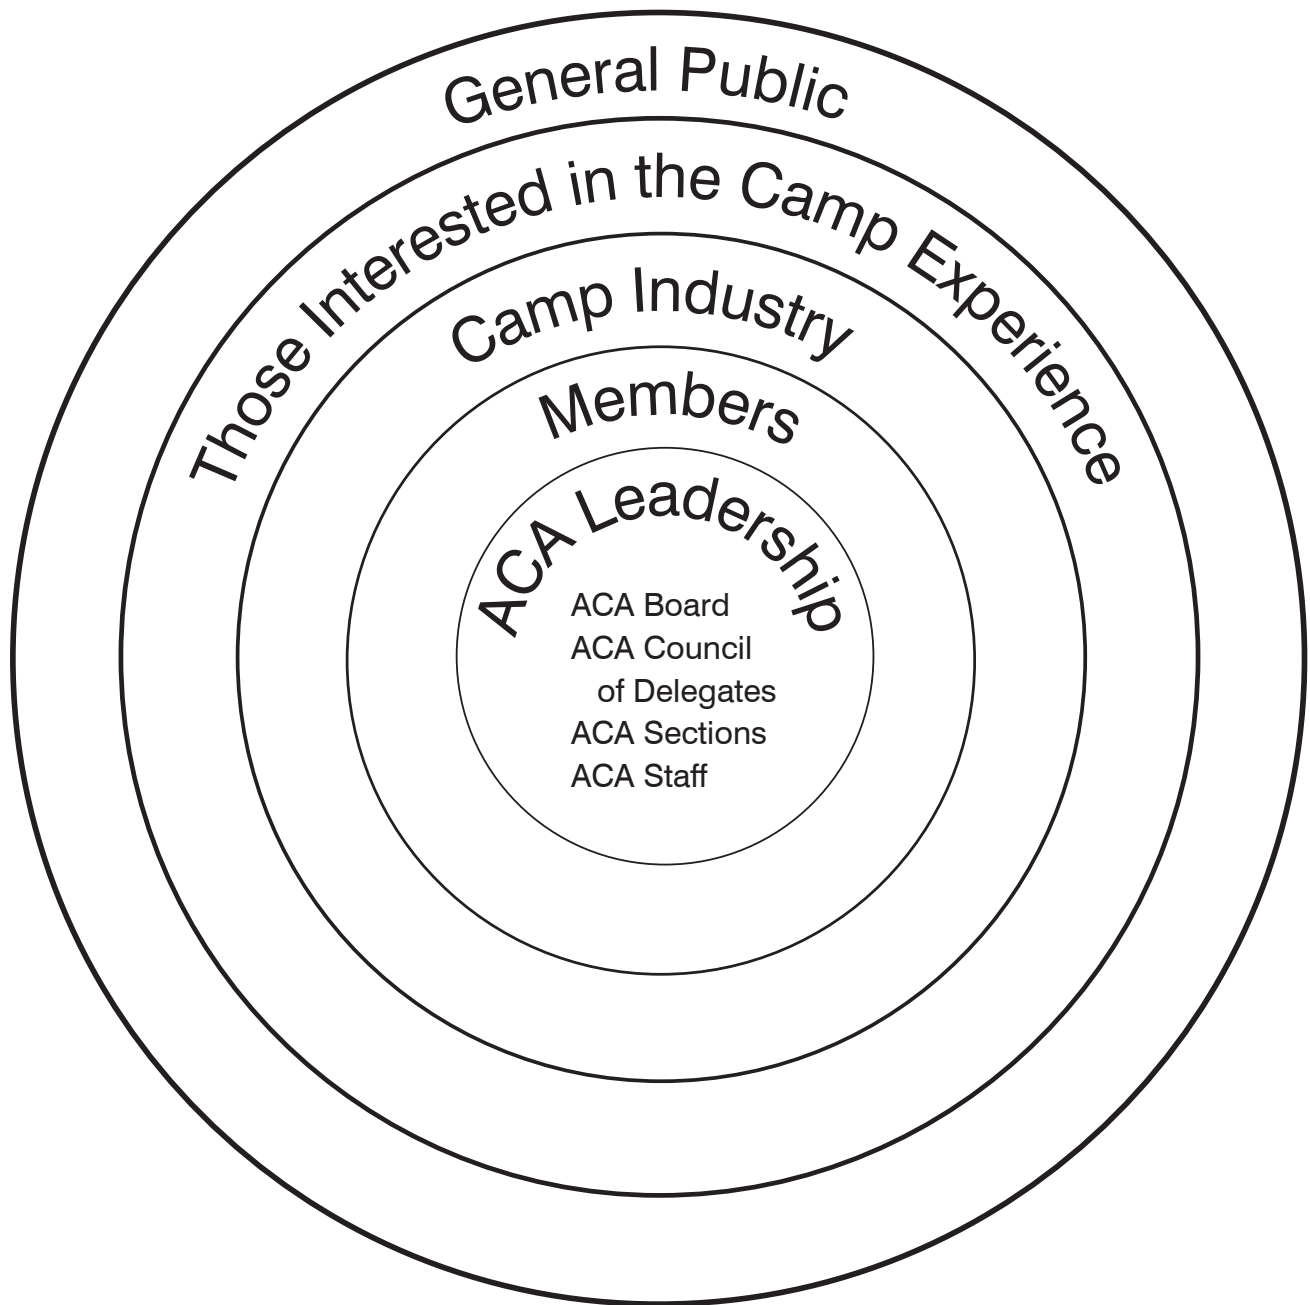 General Public
Those Interested in the Camp Experience
Camp Industry
Members
ACA Leadership
ACA Board
ACA Council
of Delegates
ACA Sections
ACA Staff